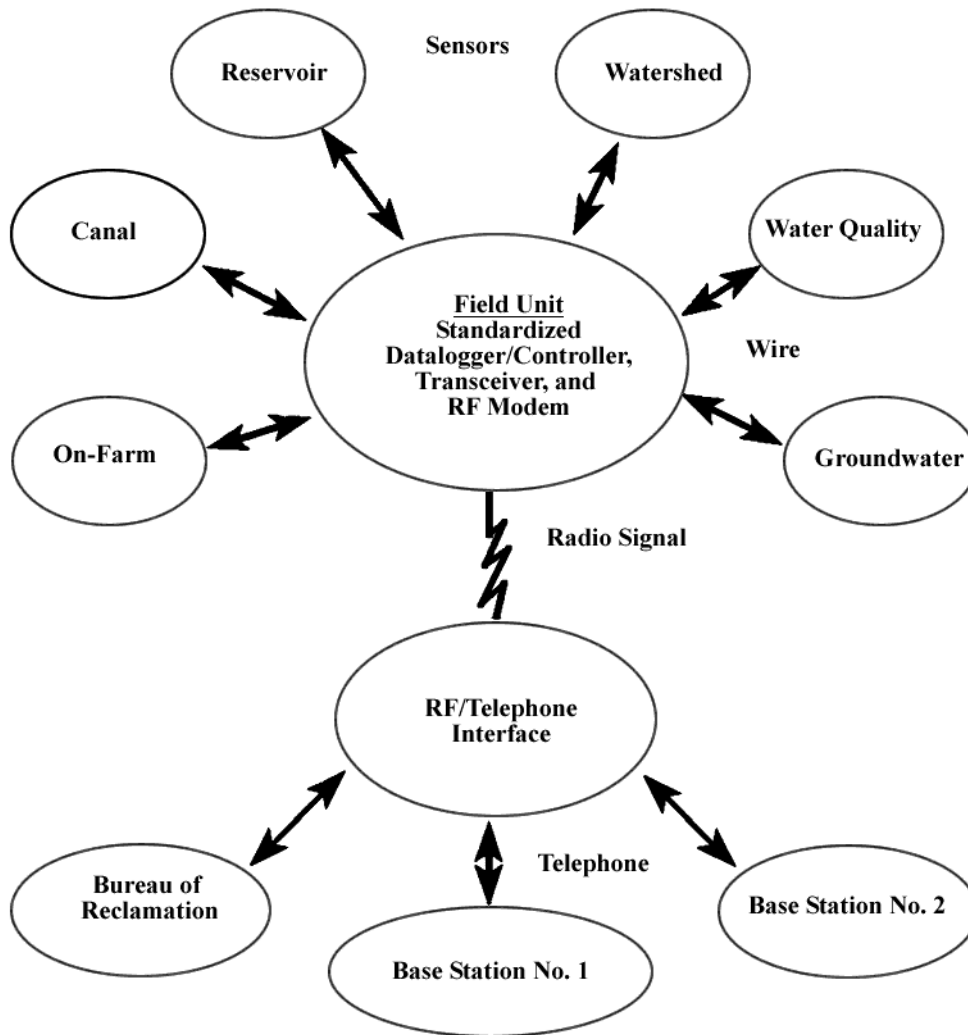 Sensors
Reservoir
Watershed
Canal
Water Quality
Field Unit
Standardized
Datalogger/Controller,
Transceiver, and
RF Modem
Wire
On-Farm
Groundwater
Radio Signal
RF/Telephone
Interface
Telephone
Bureau of
Reclamation
Base Station No. 1
Base Station No. 2